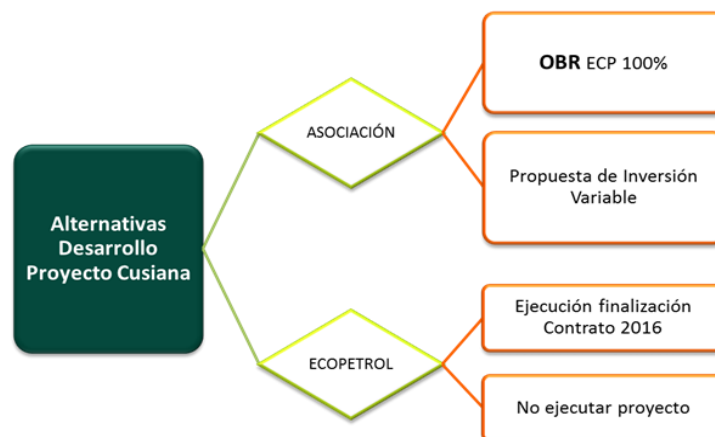 Alternativas
Desarrollo
Proyecto Cusiana
ASOCIACIÓN
OBR ECP 100%
Propuesta de Inversión
Variable
ECOPETROL
Ejecución finalización
Contrato 2016
No ejecutar proyecto